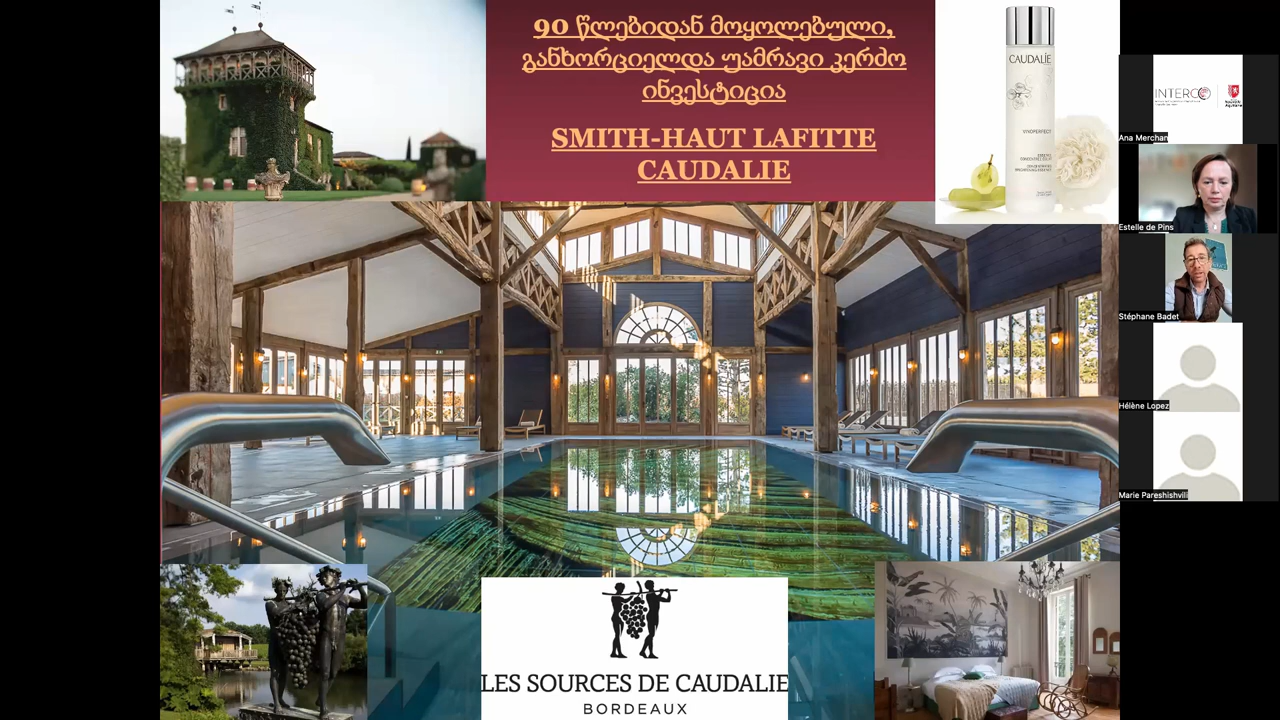 90 წლებიდან მოყოლებული,
განხორციელდა უამრავი კერძო
ინვესტიცია
SMITH-HAUT LAFITTE
CAUDALIE
CAUDALÍE
VINOPERFECT
INTERCO
Ana Merchan
Estelle de Pins
Stéphane Badet
Hélène Lopez
Marie Pareshishvili
LES SOURCES DE CAUDALIE
BORDEAUX